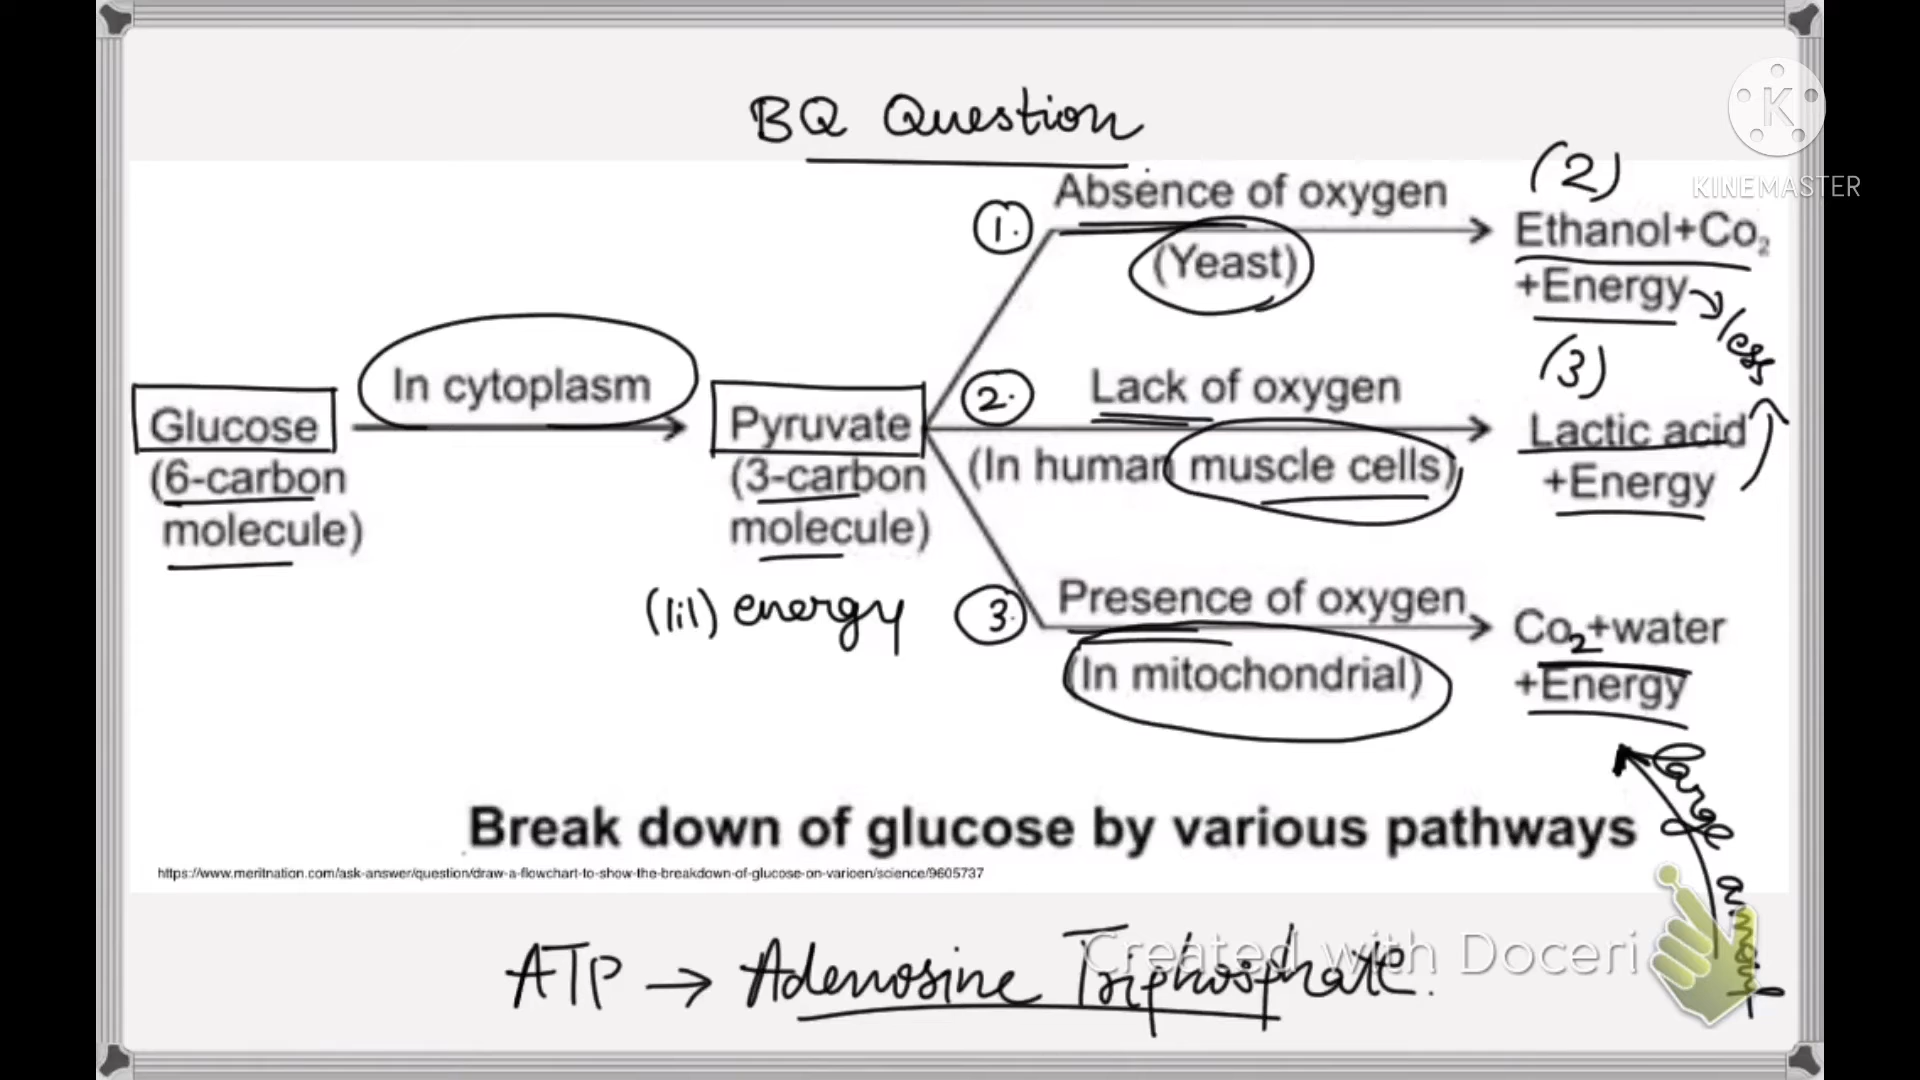 BQ Question
KINEMASTER
1. Absence of oxygen
(Yeast)
(2)
Ethanol+Co2
+Energy
less
In cytoplasm
Glucose
(6-carbon
molecule)
Pyruvate
(3-carbon
molecule)
(lil) energy
2. Lack of oxygen
(In human muscle cells)
(3)
Lactic acid
+Energy
3. Presence of oxygen
(In mitochondrial)
Co2+water
+Energy
large amount
Break down of glucose by various pathways
https://www.meritnation.com/ask-answer/question/draw-a-flowchart-to-show-the-breakdown-of-glucose-on-varioen/science/9605737
ATP → Adenosine Triphosphate.
Created with Doceri